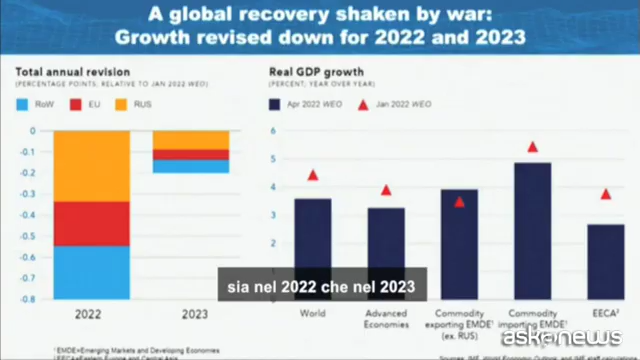 A global recovery shaken by war:
Growth revised down for 2022 and 2023
Total annual revision
(PERCENTAGE POINTS; RELATIVE TO JAN 2022 WEO)
RoW EU RUS
0
-0.1
-0.2
-0.3
-0.4
-0.5
-0.6
-0.7
-0.8
2022 2023
Real GDP growth
(PERCENT; YEAR OVER YEAR)
Apr 2022 WEO Jan 2022 WEO
6
5
4
3
2
World
Advanced
Economies
Commodity
exporting EMDE¹
(ex. RUS)
Commodity
importing EMDE¹
EECA²
sia nel 2022 che nel 2023
askanews
¹EMDE=Emerging Markets and Developing Economies